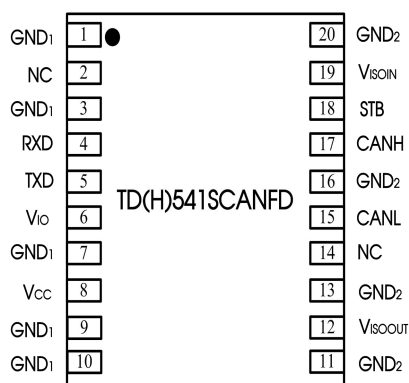 GND1 1 20 GND2
NC 2 19 VISOIN
GND1 3 18 STB
RXD 4 17 CANH
TXD 5 16 GND2
TD(H)541SCANFD
VIO 6 15 CANL
GND1 7 14 NC
VCC 8 13 GND2
GND1 9 12 VISOOUT
GND1 10 11 GND2